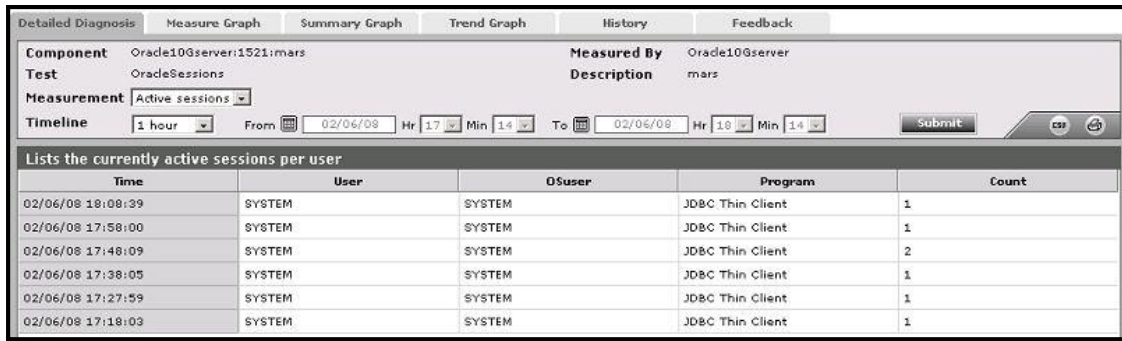 Detailed Diagnosis Measure Graph Summary Graph Trend Graph History Feedback
Component Oracle10Gserver:1521:mars Measured By Oracle10Gserver
Test OracleSessions Description mars
Measurement Active sessions
Timeline 1 hour From 02/06/08 Hr 17 Min 14 To 02/06/08 Hr 18 Min 14 Submit CSV
Lists the currently active sessions per user
Time User OSuser Program Count
02/06/08 18:08:39 SYSTEM SYSTEM JDBC Thin Client 1
02/06/08 17:58:00 SYSTEM SYSTEM JDBC Thin Client 1
02/06/08 17:48:09 SYSTEM SYSTEM JDBC Thin Client 2
02/06/08 17:38:05 SYSTEM SYSTEM JDBC Thin Client 1
02/06/08 17:27:59 SYSTEM SYSTEM JDBC Thin Client 1
02/06/08 17:18:03 SYSTEM SYSTEM JDBC Thin Client 1